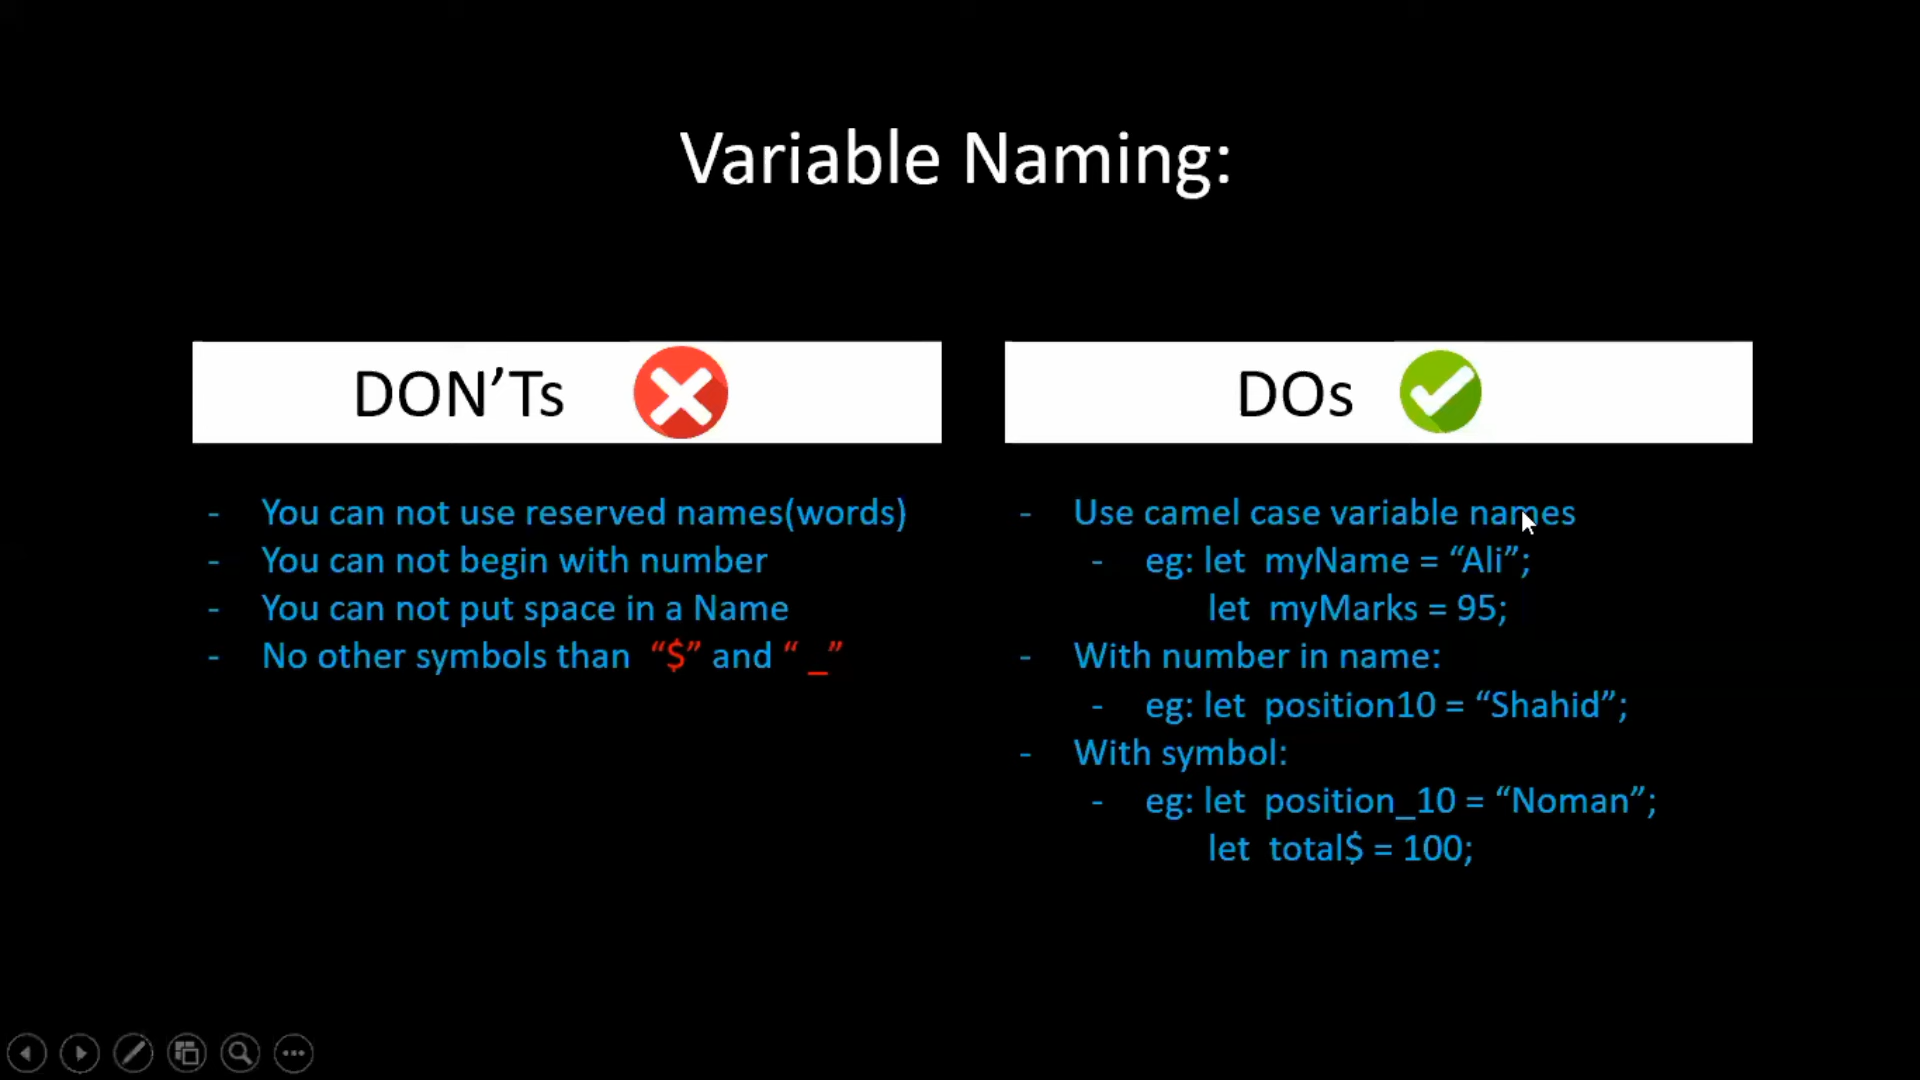 Variable Naming:
DON’Ts
- You can not use reserved names(words)
- You can not begin with number
- You can not put space in a Name
- No other symbols than “$” and “ _”
DOs
- Use camel case variable names
- eg: let myName = “Ali”;
let myMarks = 95;
- With number in name:
- eg: let position10 = “Shahid”;
- With symbol:
- eg: let position_10 = “Noman”;
let total$ = 100;